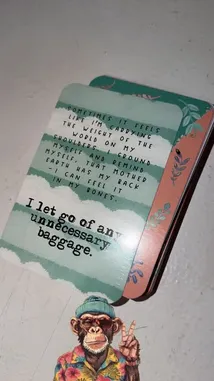 SOMETIMES IT FEELS
LIKE I'M CARRYING
THE WEIGHT OF THE
WORLD ON MY
SHOULDERS. I GROUND
MYSELF AND REMIND
MYSELF, THAT MOTHER
EARTH HAS MY BACK
- I CAN FEEL IT
IN MY BONES.
I let go of any
unnecessary
baggage.